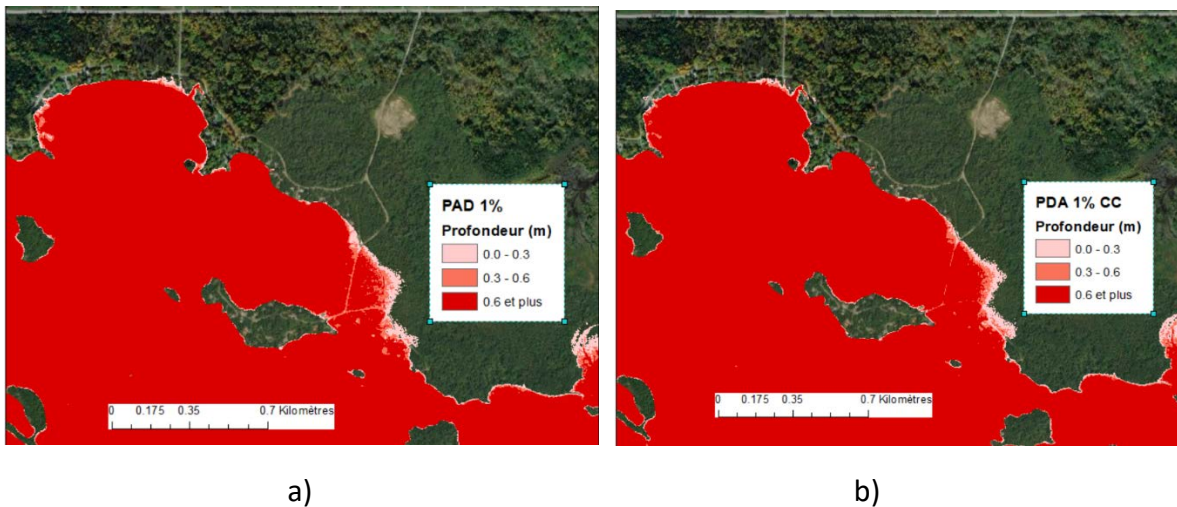 PAD 1%
Profondeur (m)
0.0 - 0.3
0.3 - 0.6
0.6 et plus
0 0.175 0.35 0.7 Kilomètres
PDA 1% CC
Profondeur (m)
0.0 - 0.3
0.3 - 0.6
0.6 et plus
0 0.175 0.35 0.7 Kilomètres
a)
b)